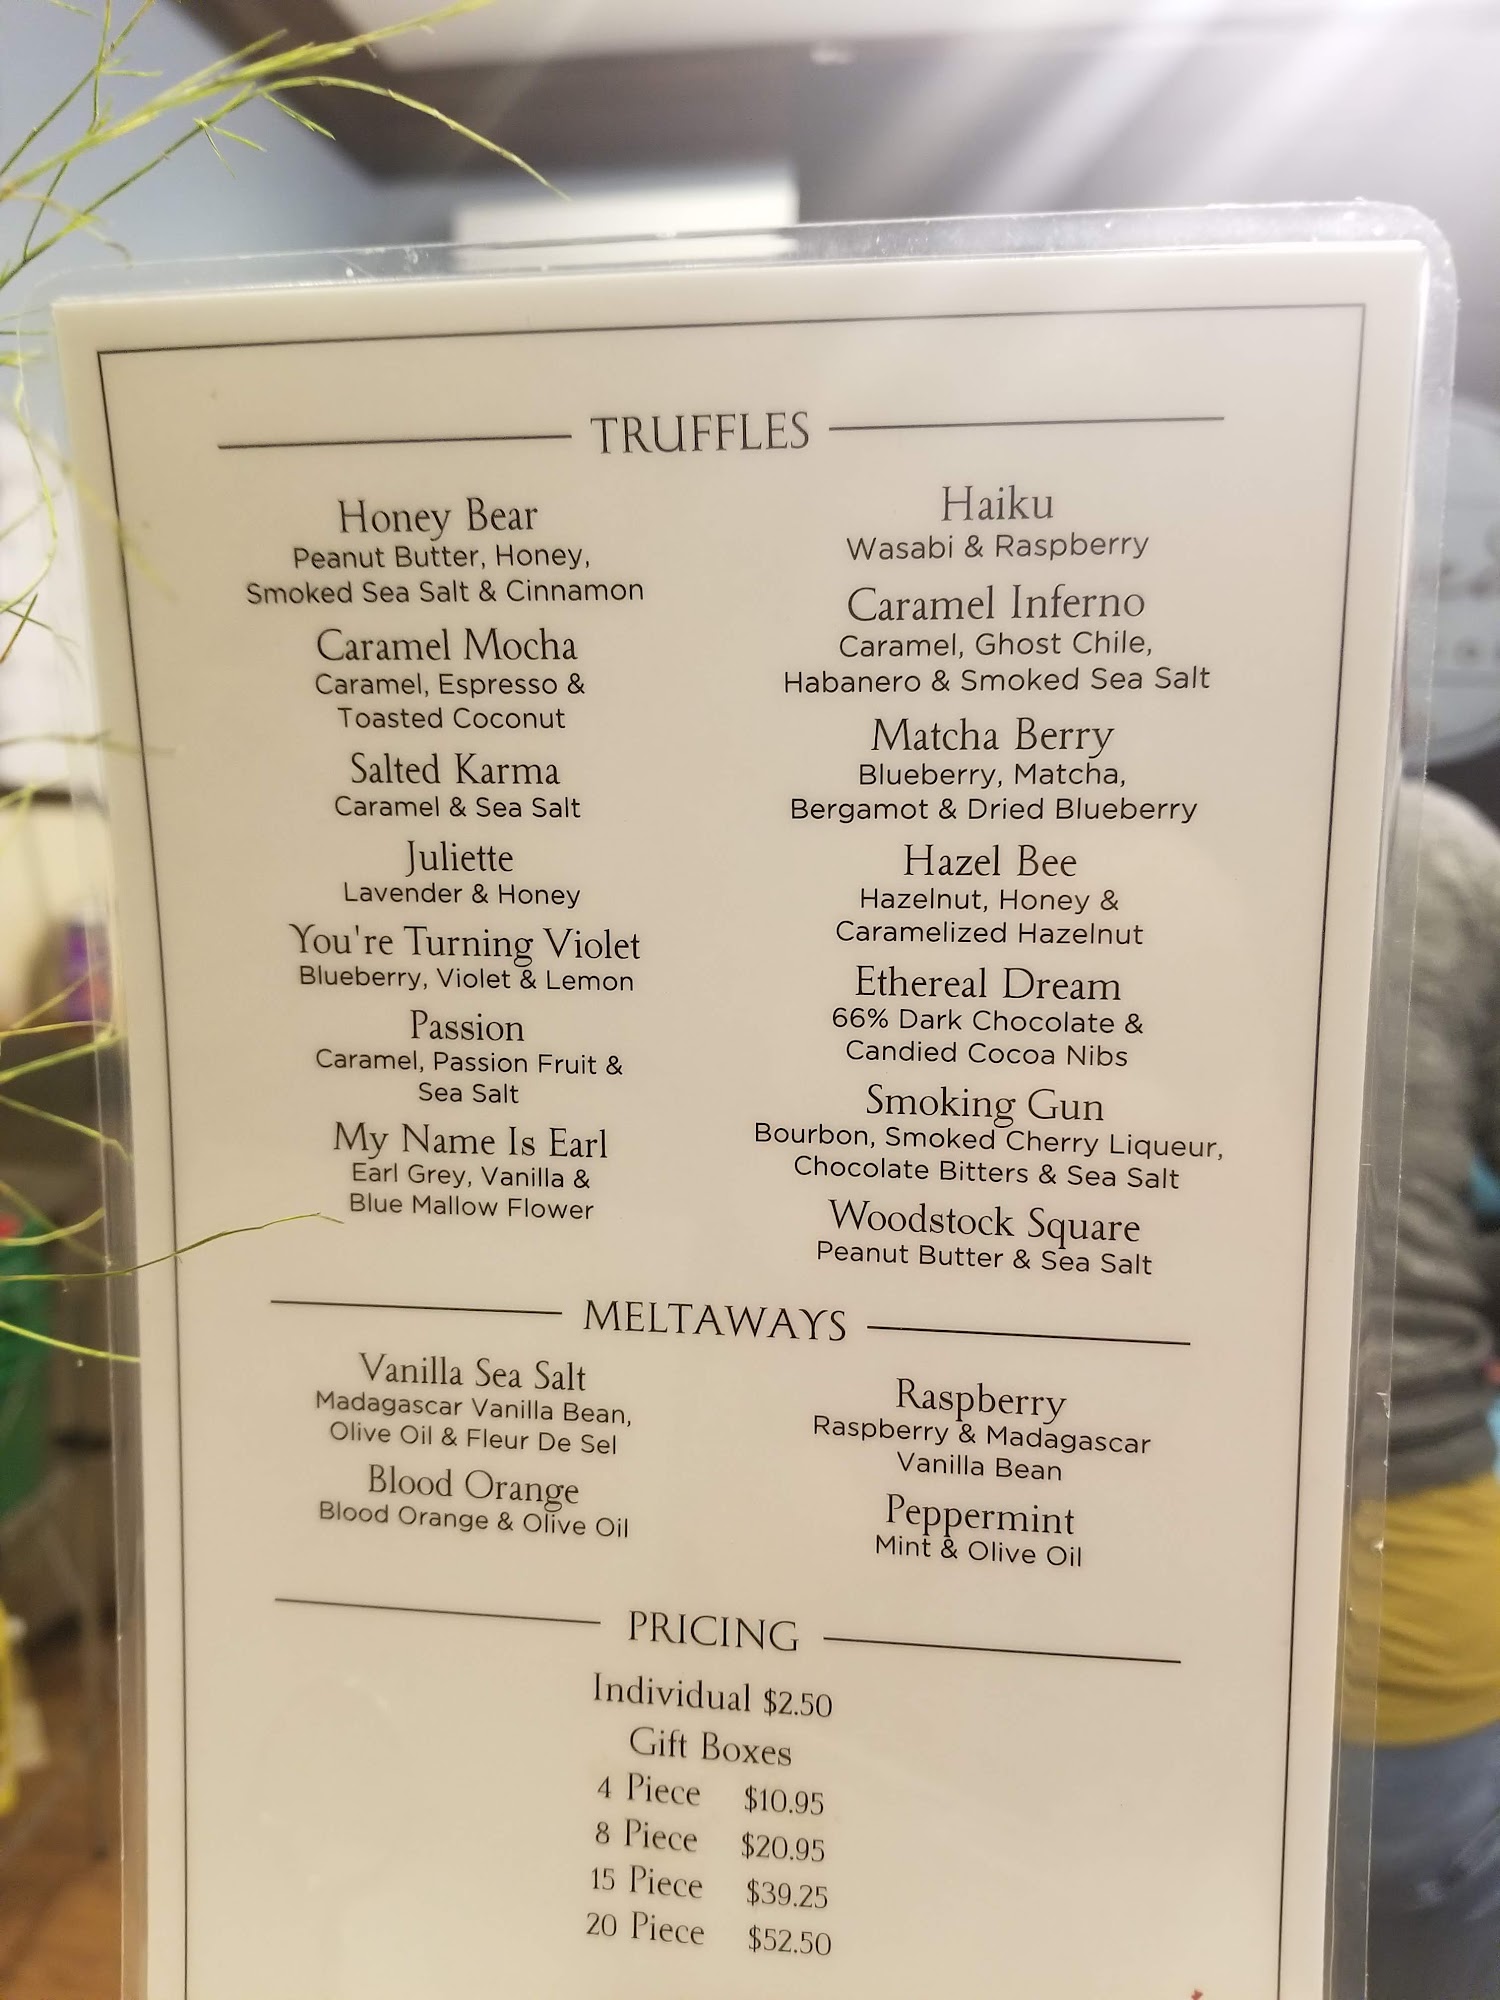 TRUFFLES
Honey Bear
Peanut Butter, Honey,
Smoked Sea Salt & Cinnamon
Caramel Mocha
Caramel, Espresso &
Toasted Coconut
Salted Karma
Caramel & Sea Salt
Juliette
Lavender & Honey
You're Turning Violet
Blueberry, Violet & Lemon
Passion
Caramel, Passion Fruit &
Sea Salt
My Name Is Earl
Earl Grey, Vanilla &
Blue Mallow Flower
Haiku
Wasabi & Raspberry
Caramel Inferno
Caramel, Ghost Chile,
Habanero & Smoked Sea Salt
Matcha Berry
Blueberry, Matcha,
Bergamot & Dried Blueberry
Hazel Bee
Hazelnut, Honey &
Caramelized Hazelnut
Ethereal Dream
66% Dark Chocolate &
Candied Cocoa Nibs
Smoking Gun
Bourbon, Smoked Cherry Liqueur,
Chocolate Bitters & Sea Salt
Woodstock Square
Peanut Butter & Sea Salt
MELTAWAYS
Vanilla Sea Salt
Madagascar Vanilla Bean,
Olive Oil & Fleur De Sel
Blood Orange
Blood Orange & Olive Oil
Raspberry
Raspberry & Madagascar
Vanilla Bean
Peppermint
Mint & Olive Oil
PRICING
Individual $2.50
Gift Boxes
4 Piece $10.95
8 Piece $20.95
15 Piece $39.25
20 Piece $52.50